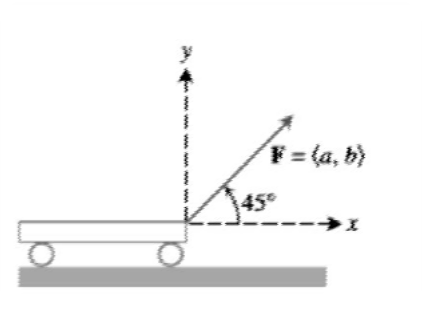 y
F = ⟨a, b⟩
45°
x